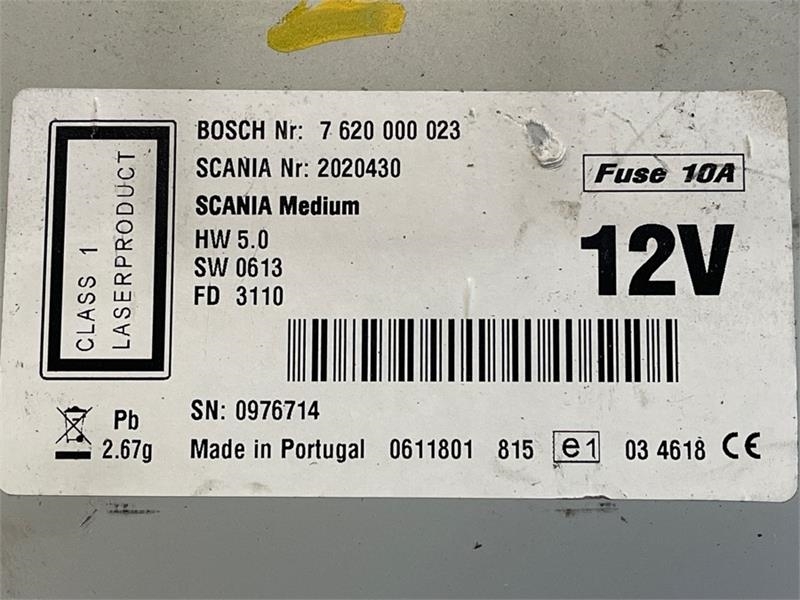 CLASS 1
LASERPRODUCT
BOSCH Nr: 7 620 000 023
SCANIA Nr: 2020430
SCANIA Medium
HW 5.0
SW 0613
FD 3110
Fuse 10A
12V
SN: 0976714
Pb
2.67g
Made in Portugal 0611801 815 e1 03 4618 CE